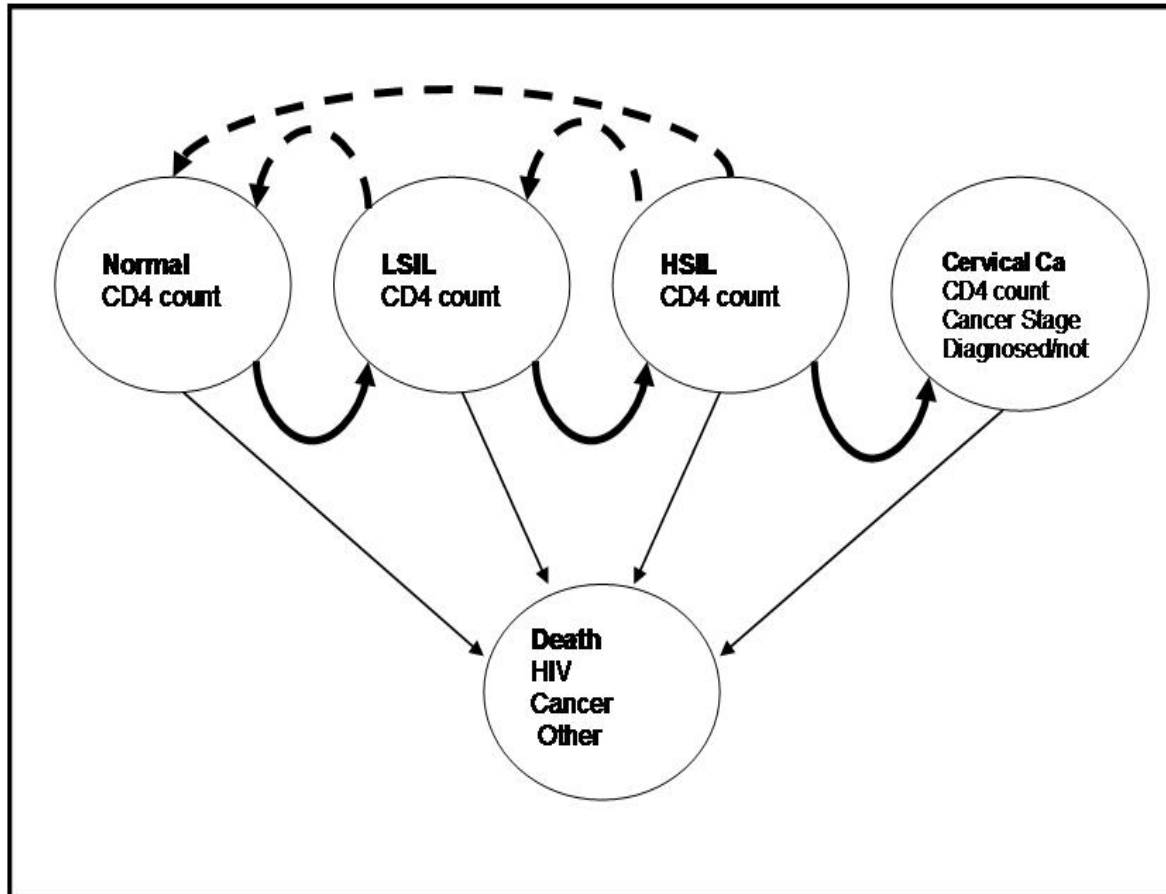 Normal
CD4 count
LSIL
CD4 count
HSIL
CD4 count
Cervical Ca
CD4 count
Cancer Stage
Diagnosed/not
Death
HIV
Cancer
Other